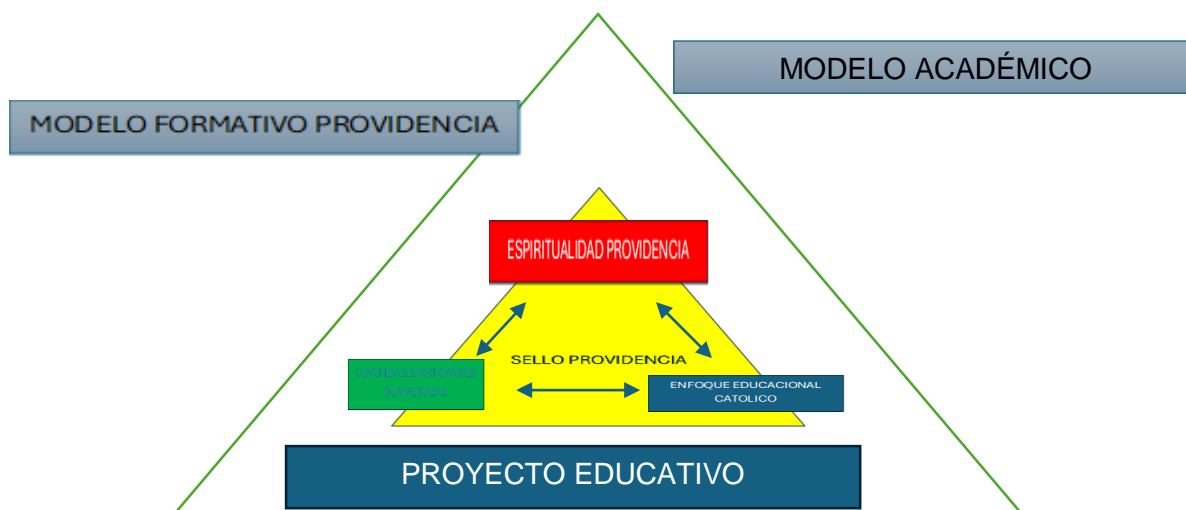 MODELO ACADÉMICO
MODELO FORMATIVO PROVIDENCIA
ESPIRITUALIDAD PROVIDENCIA
SELLO PROVIDENCIA
ENFOQUE EDUCACIONAL
CATOLICO
PROYECTO EDUCATIVO